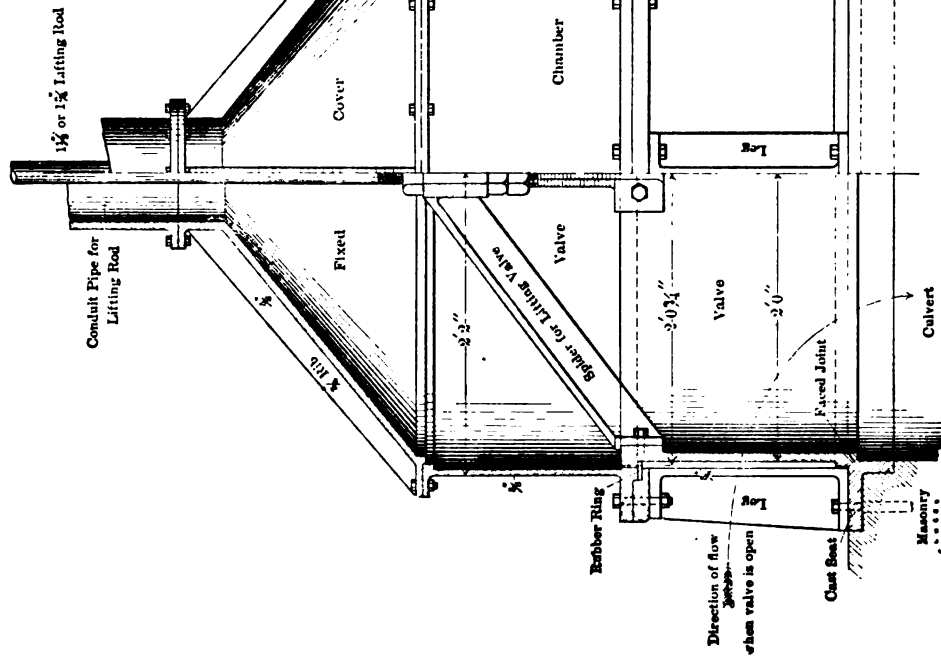 1½" or 1¾" Lifting Rod
Conduit Pipe for
Lifting Rod
Cover
Chamber
Fixed
Valve
¾" Rib
Spider for Lifting Valve
2'2"
Leg
2'0¾"
Valve
2'0"
Faced Joint
Culvert
Rubber Ring
Leg
Direction of flow
when valve is open
Cast Seat
Masonry